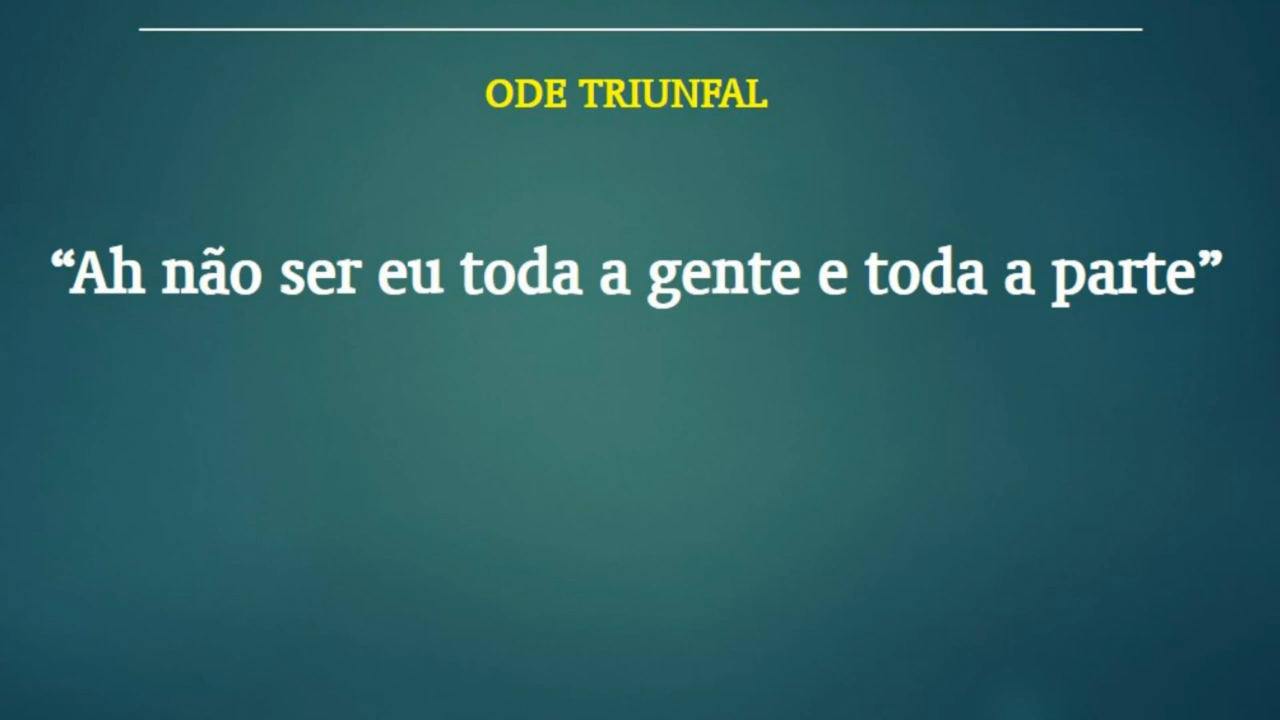 ODE TRIUNFAL
“Ah não ser eu toda a gente e toda a parte”